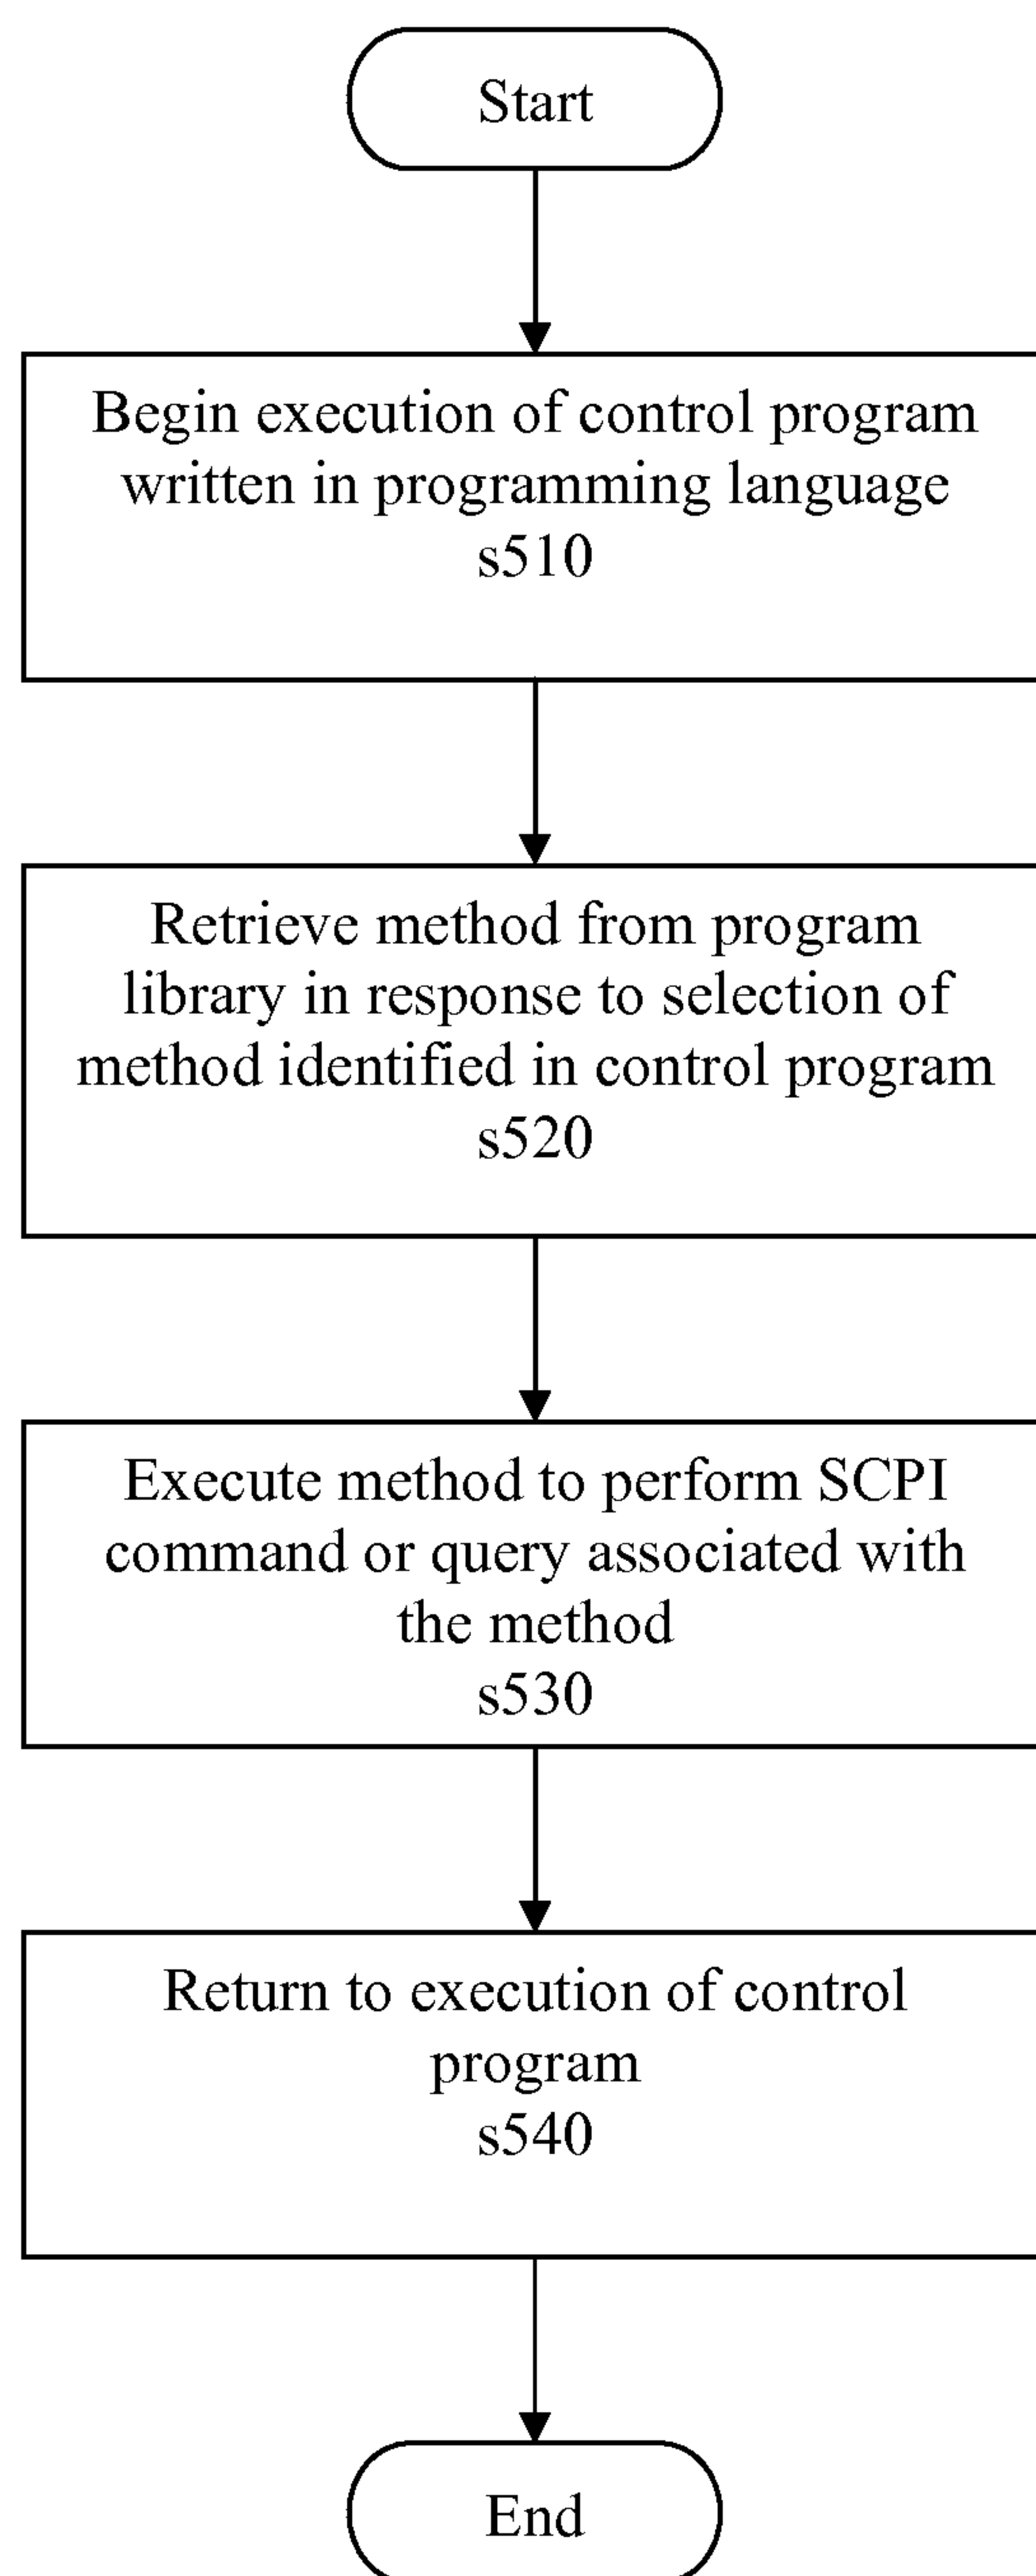 Start
Begin execution of control program
written in programming language
s510
Retrieve method from program
library in response to selection of
method identified in control program
s520
Execute method to perform SCPI
command or query associated with
the method
s530
Return to execution of control
program
s540
End